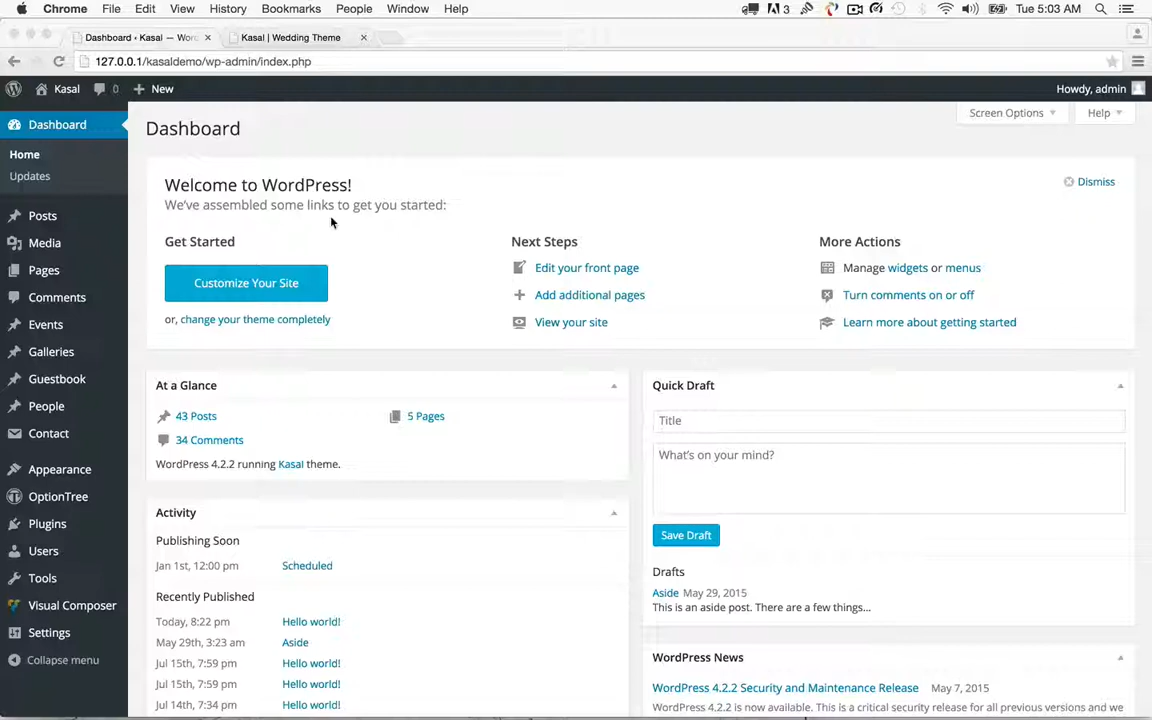 Chrome File Edit View History Bookmarks People Window Help 3 Tue 5:03 AM
Dashboard ‹ Kasal — Wor × Kasal | Wedding Theme ×
127.0.0.1/kasaldemo/wp-admin/index.php
Kasal 0 + New Howdy, admin
Dashboard
Home
Updates
Posts
Media
Pages
Comments
Events
Galleries
Guestbook
People
Contact
Appearance
OptionTree
Plugins
Users
Tools
Visual Composer
Settings
Collapse menu
Screen Options Help
Dashboard
Welcome to WordPress!
Dismiss
We've assembled some links to get you started:
Get Started
Customize Your Site
or, change your theme completely
Next Steps
Edit your front page
Add additional pages
View your site
More Actions
Manage widgets or menus
Turn comments on or off
Learn more about getting started
At a Glance
43 Posts 5 Pages
34 Comments
WordPress 4.2.2 running Kasal theme.
Activity
Publishing Soon
Jan 1st, 12:00 pm Scheduled
Recently Published
Today, 8:22 pm Hello world!
May 29th, 3:23 am Aside
Jul 15th, 7:59 pm Hello world!
Jul 15th, 7:59 pm Hello world!
Jul 14th, 7:34 pm Hello world!
Quick Draft
Title
What's on your mind?
Save Draft
Drafts
Aside May 29, 2015
This is an aside post. There are a few things...
WordPress News
WordPress 4.2.2 Security and Maintenance Release May 7, 2015
WordPress 4.2.2 is now available. This is a critical security release for all previous versions and we